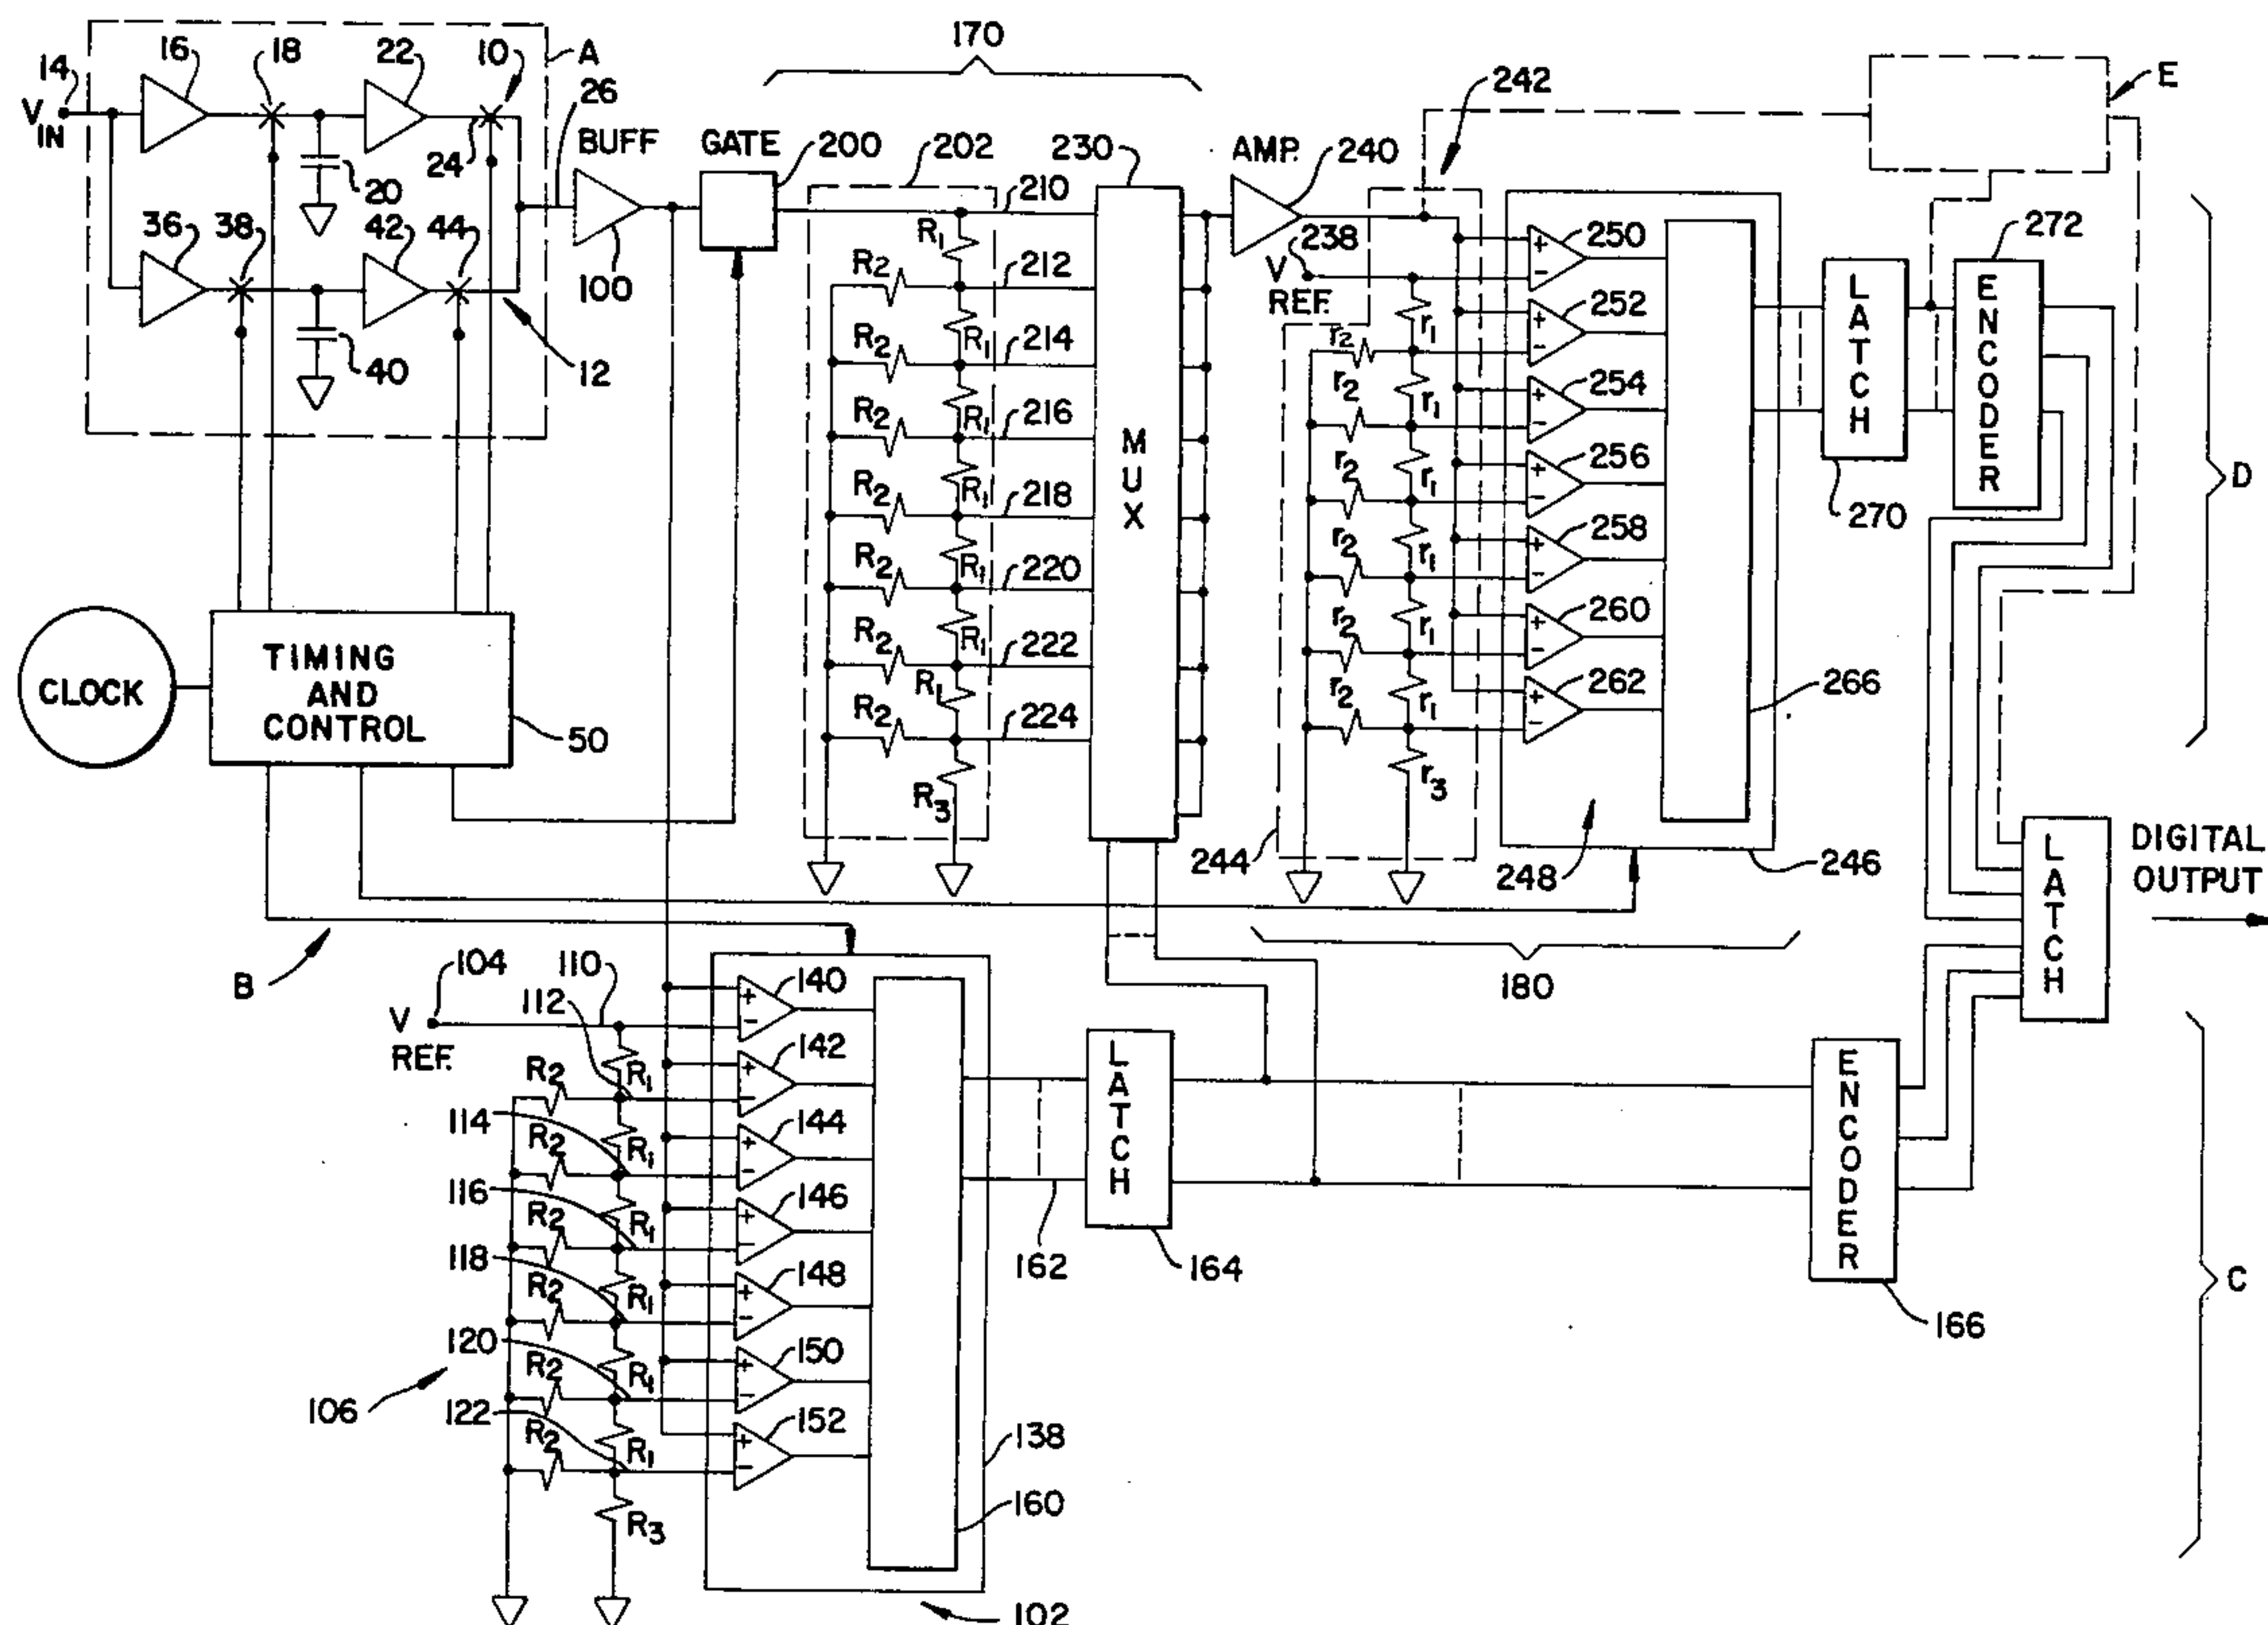 14
V
IN
16
18
22
10
A
24
20
26
36
38
42
44
40
12
BUFF
100
GATE
200
170
202
210
212
214
216
218
220
222
224
R1
R1
R1
R1
R1
R1
R1
R2
R2
R2
R2
R2
R2
R2
R3
230
MUX
AMP.
240
238
V
REF.
242
r1
r1
r1
r1
r1
r1
r2
r2
r2
r2
r2
r2
r3
244
+ − 250
+ − 252
+ − 254
+ − 256
+ − 258
+ − 260
+ − 262
266
248
246
180
LATCH
270
272
ENCODER
E
D
CLOCK
TIMING
AND
CONTROL
50
B
104
V
REF.
110
112
114
116
118
120
122
106
R1
R1
R1
R1
R1
R1
R2
R2
R2
R2
R2
R2
R3
+ − 140
+ − 142
+ − 144
+ − 146
+ − 148
+ − 150
+ − 152
138
160
102
162
LATCH
164
ENCODER
166
LATCH
DIGITAL
OUTPUT
C